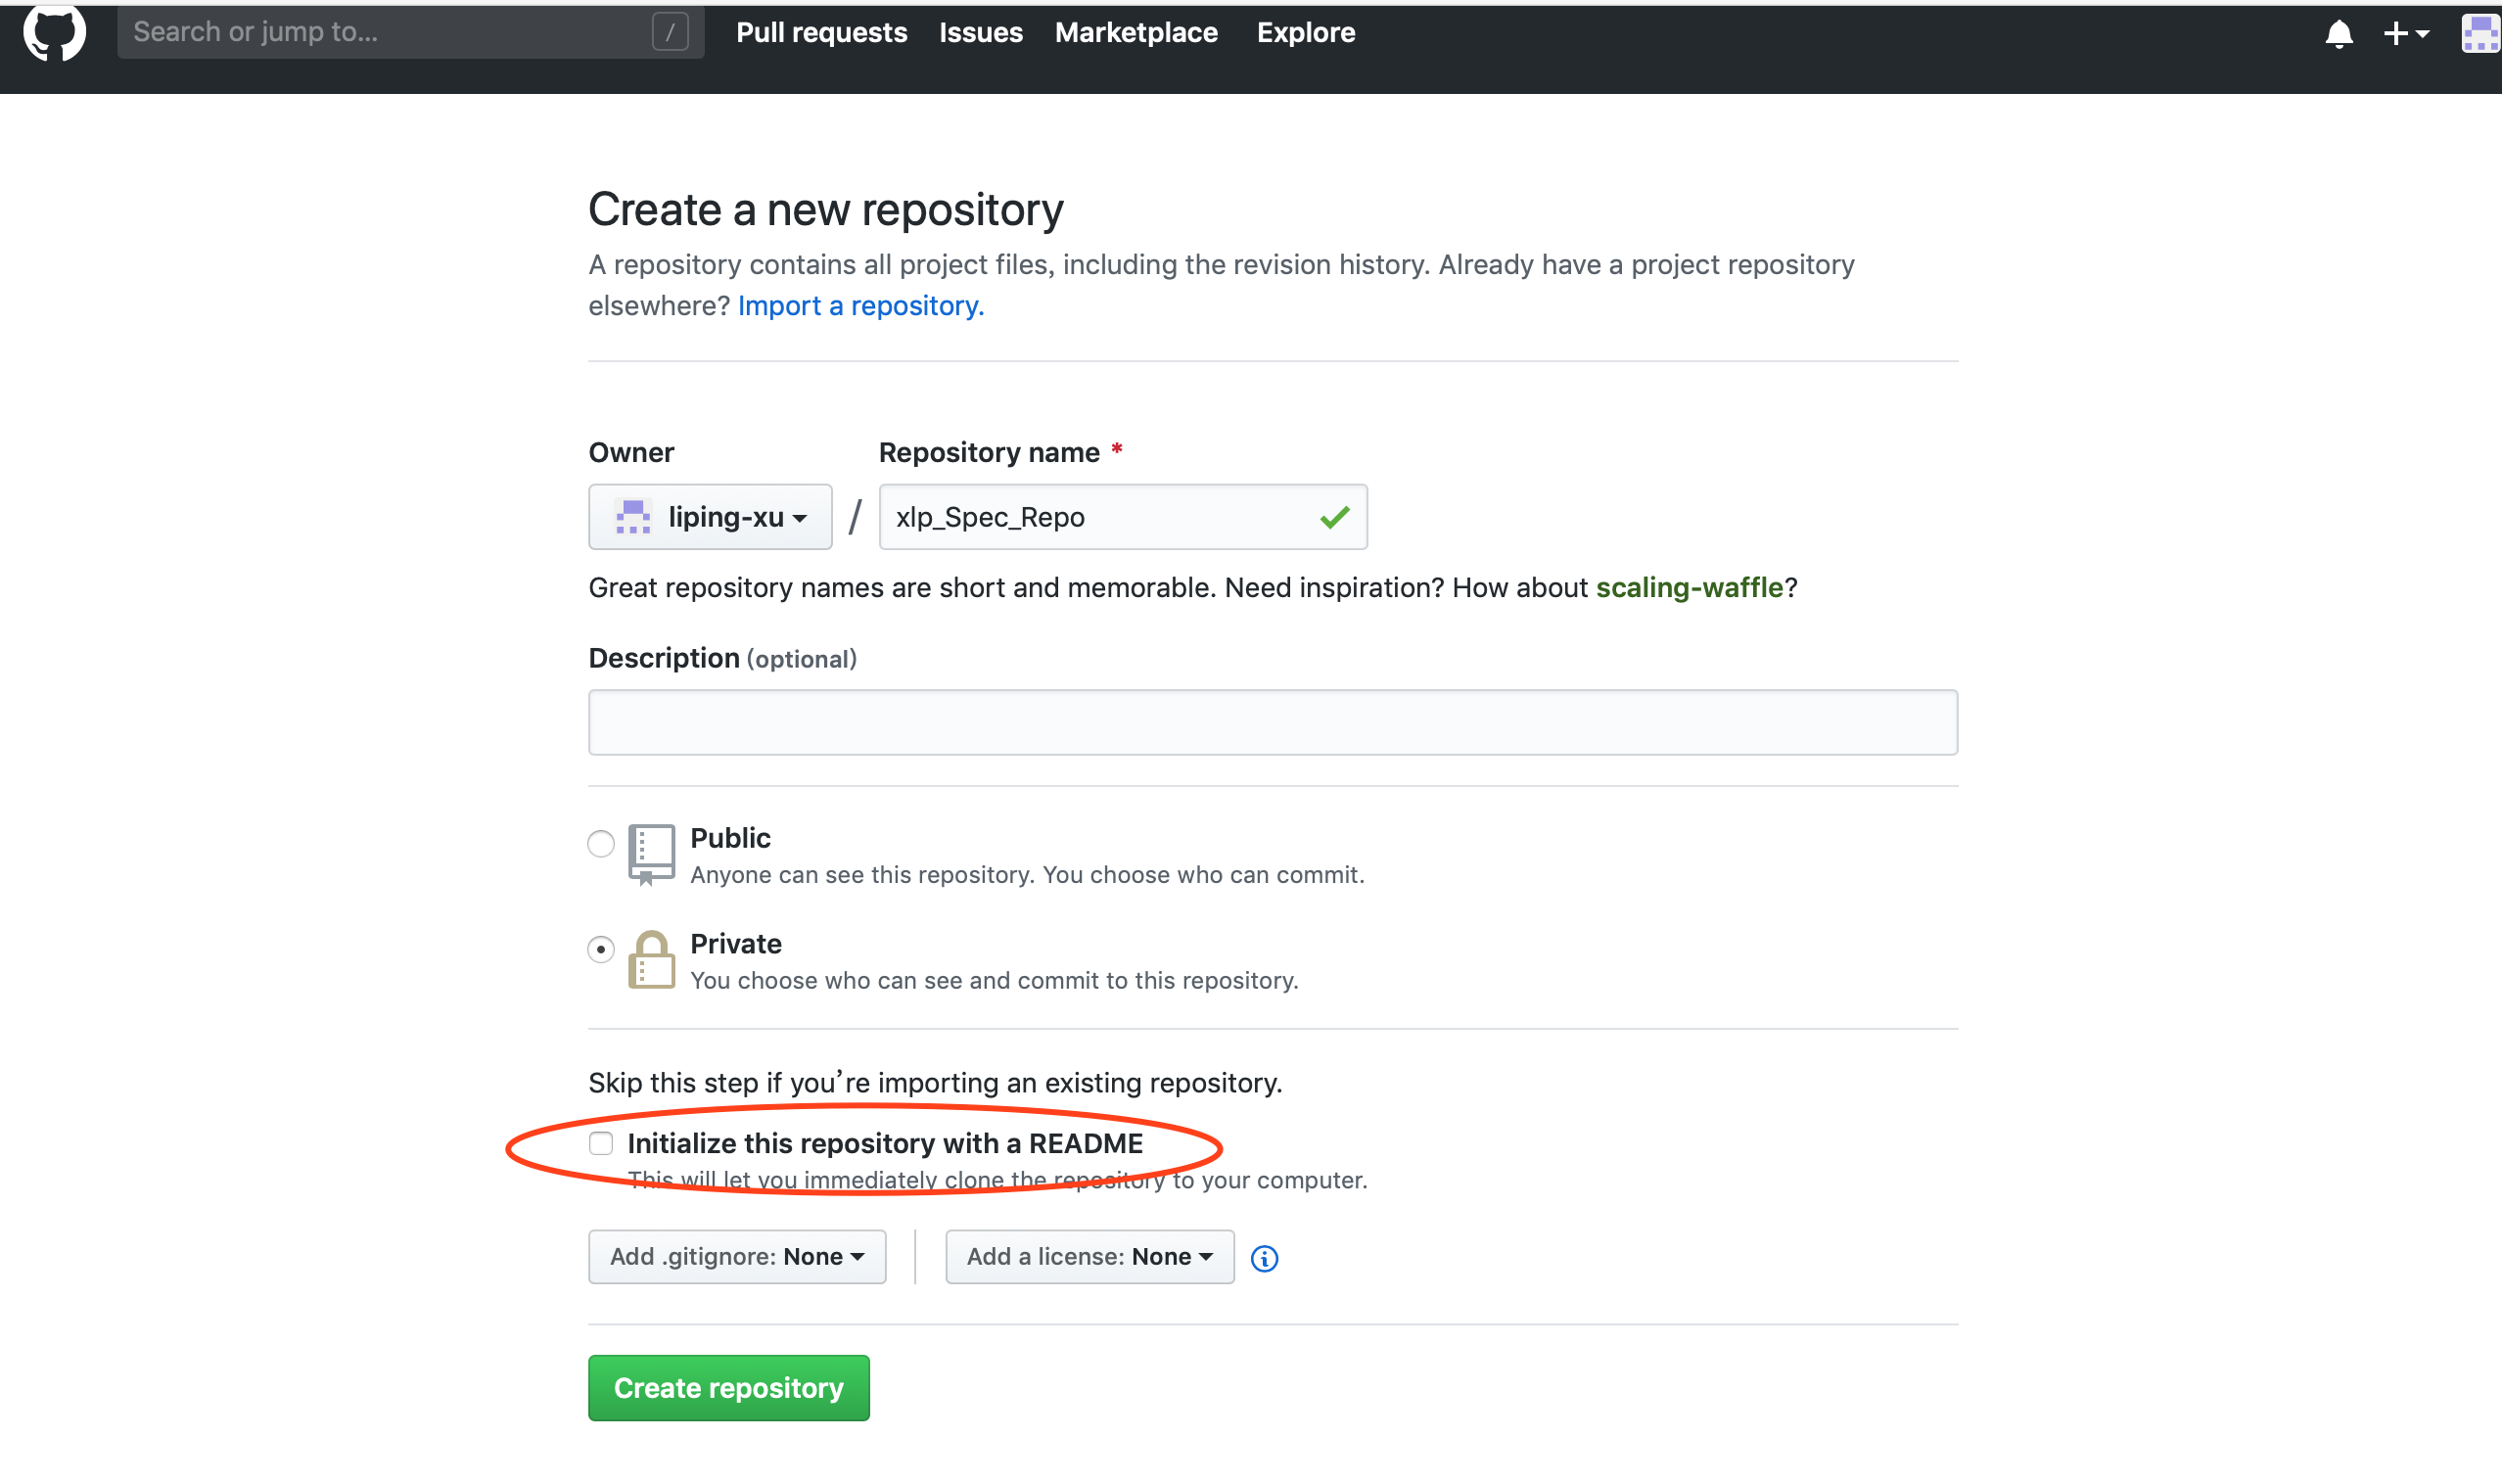 Search or jump to... /
Pull requests Issues Marketplace Explore
Create a new repository
A repository contains all project files, including the revision history. Already have a project repository
elsewhere? Import a repository.
Owner Repository name *
liping-xu / xlp_Spec_Repo
Great repository names are short and memorable. Need inspiration? How about scaling-waffle?
Description (optional)
Public
Anyone can see this repository. You choose who can commit.
Private
You choose who can see and commit to this repository.
Skip this step if you’re importing an existing repository.
Initialize this repository with a README
This will let you immediately clone the repository to your computer.
Add .gitignore: None Add a license: None
Create repository